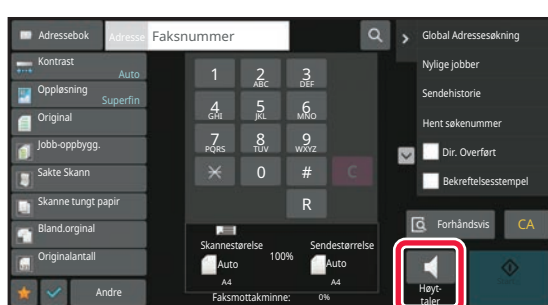 Adressebok
Adresse
Faksnummer
Kontrast
Auto
Oppløsning
Superfin
Original
Jobb-oppbygg.
Sakte Skann
Skanne tungt papir
Bland.orginal
Originalantall
Andre
1
2
ABC
3
DEF
4
GHI
5
JKL
6
MNO
7
PQRS
8
TUV
9
WXYZ
0
#
C
R
Skannestørelse
100%
Sendestørrelse
Auto
Auto
A4
A4
Faksmottakminne:
0%
Global Adressesøkning
Nylige jobber
Sendehistorie
Hent søkenummer
Dir. Overført
Bekreftelsesstempel
Forhåndsvis
CA
Høyt-
taler